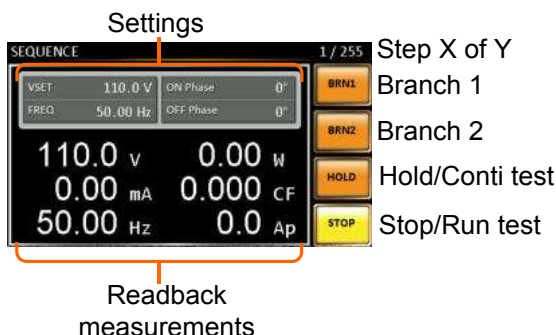 Settings
SEQUENCE 1 / 255 Step X of Y
VSET 110.0 V ON Phase 0°
FREQ 50.00 Hz OFF Phase 0°
BRN1 Branch 1
BRN2 Branch 2
110.0 V 0.00 W
HOLD Hold/Conti test
0.00 mA 0.000 CF
STOP Stop/Run test
50.00 Hz 0.0 Ap
Readback
measurements